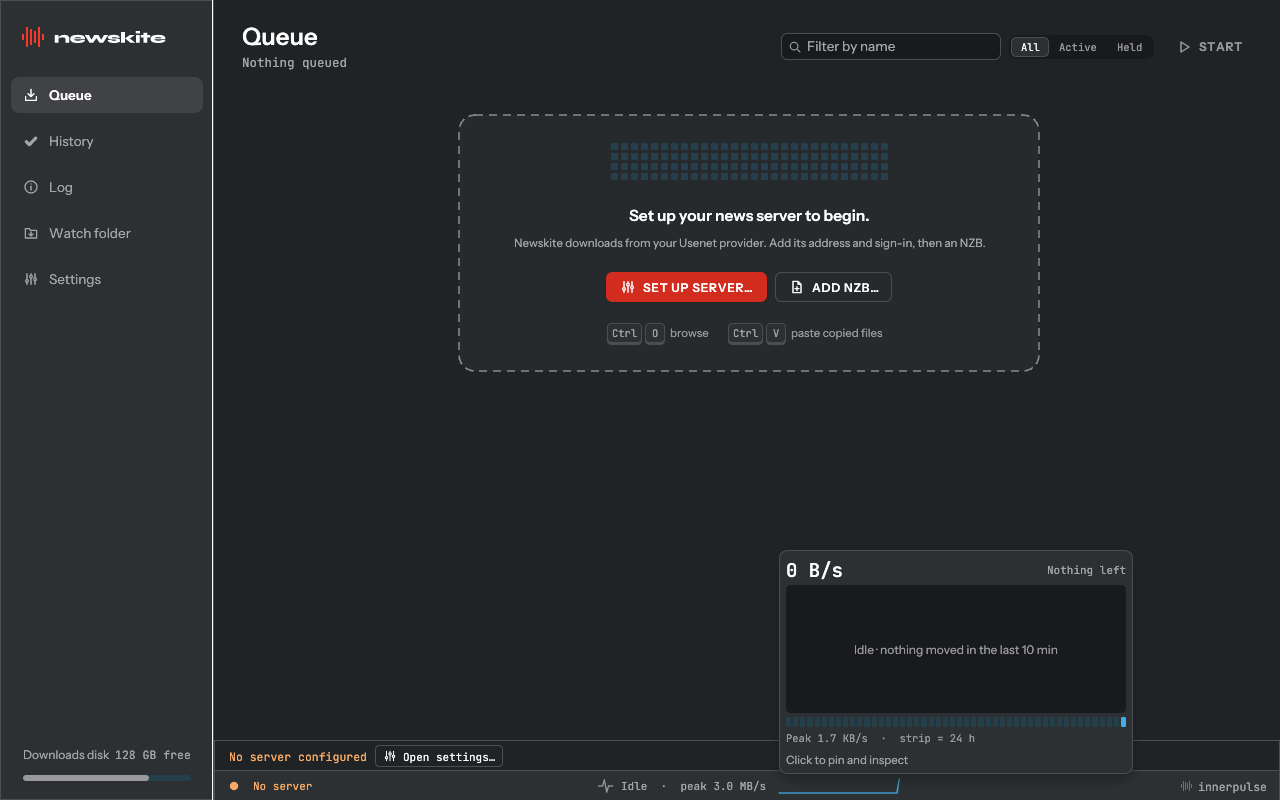 newskite
Queue
History
Log
Watch folder
Settings
Downloads disk 128 GB free
Queue
Nothing queued
Filter by name
All Active Held
START
Set up your news server to begin.
Newskite downloads from your Usenet provider. Add its address and sign-in, then an NZB.
SET UP SERVER… ADD NZB…
Ctrl O browse Ctrl V paste copied files
0 B/s Nothing left
Idle · nothing moved in the last 10 min
Peak 1.7 KB/s · strip = 24 h
Click to pin and inspect
No server configured Open settings…
No server Idle · peak 3.0 MB/s innerpulse